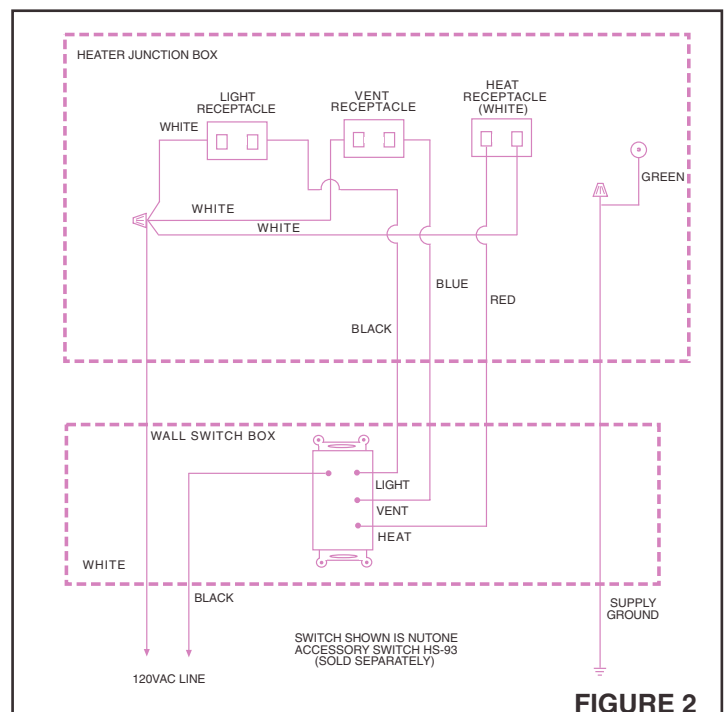 HEATER JUNCTION BOX
LIGHT
RECEPTACLE
VENT
RECEPTACLE
HEAT
RECEPTACLE
(WHITE)
WHITE
GREEN
WHITE
WHITE
BLUE
RED
BLACK
WALL SWITCH BOX
LIGHT
VENT
HEAT
WHITE
BLACK
SUPPLY
GROUND
SWITCH SHOWN IS NUTONE
ACCESSORY SWITCH HS-93
(SOLD SEPARATELY)
120VAC LINE
FIGURE 2